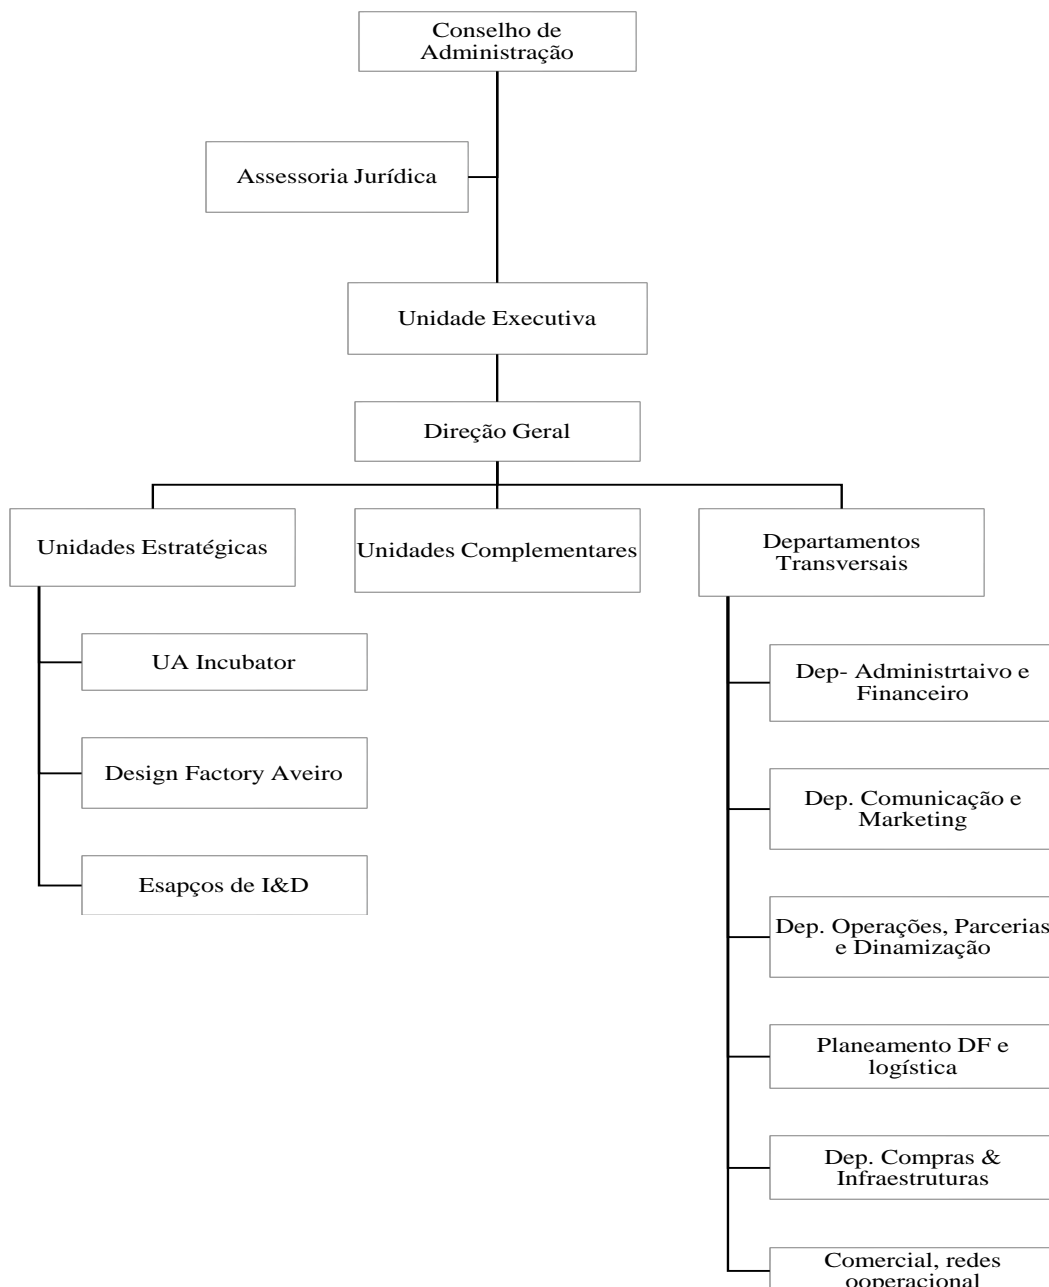 Conselho de
Administração
Assessoria Jurídica
Unidade Executiva
Direção Geral
Unidades Estratégicas
Unidades Complementares
Departamentos
Transversais
UA Incubator
Design Factory Aveiro
Esapços de I&D
Dep- Administrtaivo e
Financeiro
Dep. Comunicação e
Marketing
Dep. Operações, Parcerias
e Dinamização
Planeamento DF e
logística
Dep. Compras &
Infraestruturas
Comercial, redes
ooperacional